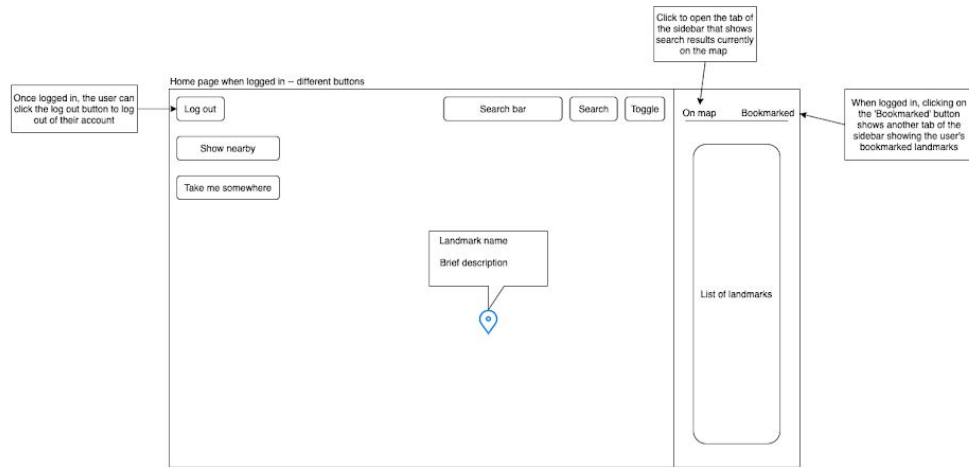 Click to open the tab of
the sidebar that shows
search results currently
on the map
Home page when logged in – different buttons
Once logged in, the user can
click the log out button to log
out of their account
Log out
Search bar
Search
Toggle
On map
Bookmarked
When logged in, clicking on
the 'Bookmarked' button
shows another tab of the
sidebar showing the user's
bookmarked landmarks
Show nearby
Take me somewhere
Landmark name
Brief description
List of landmarks